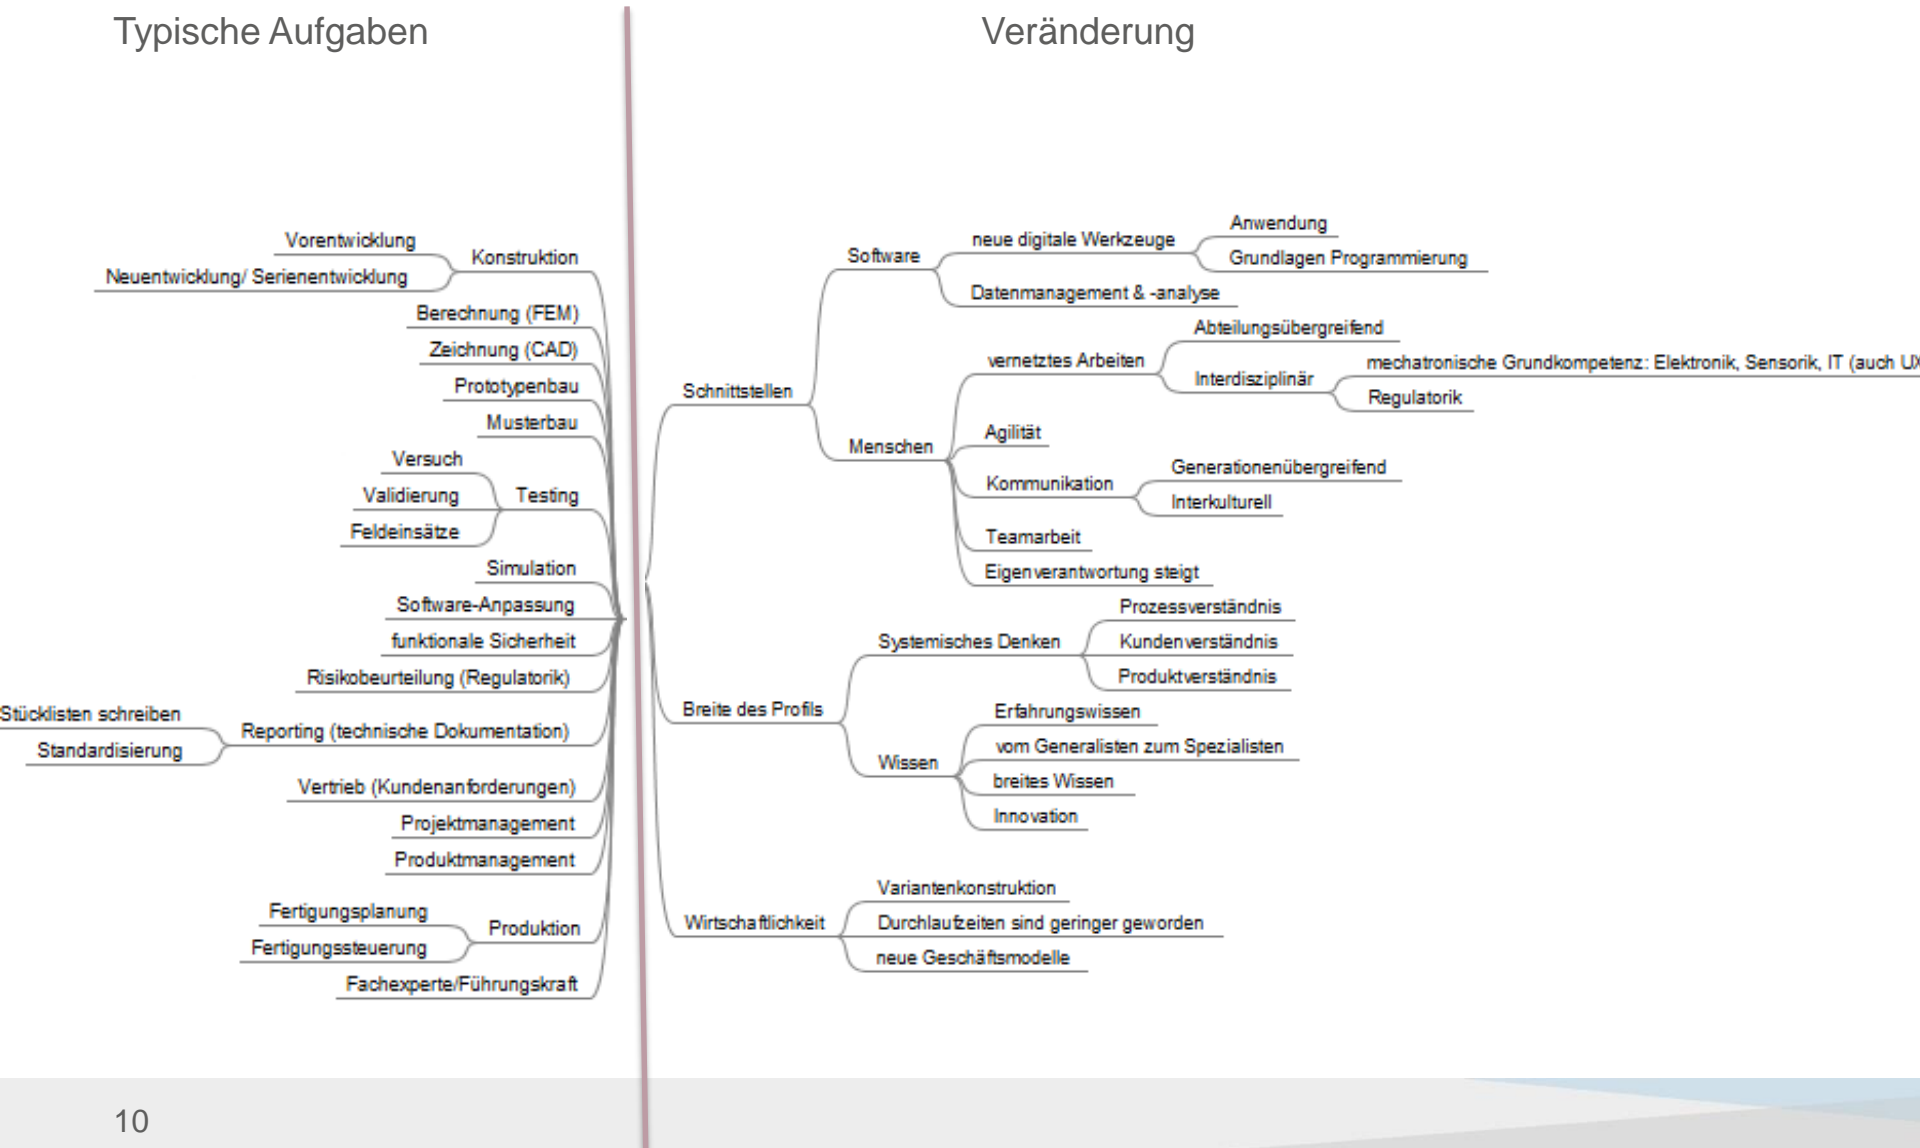 Typische Aufgaben
Vorentwicklung
Konstruktion
Neuentwicklung/ Serienentwicklung
Berechnung (FEM)
Zeichnung (CAD)
Prototypenbau
Musterbau
Versuch
Validierung
Testing
Feldeinsätze
Simulation
Software-Anpassung
funktionale Sicherheit
Risikobeurteilung (Regulatorik)
Stücklisten schreiben
Reporting (technische Dokumentation)
Standardisierung
Vertrieb (Kundenanforderungen)
Projektmanagement
Produktmanagement
Fertigungsplanung
Produktion
Fertigungssteuerung
Fachexperte/Führungskraft
Veränderung
Schnittstellen
Software
neue digitale Werkzeuge
Anwendung
Grundlagen Programmierung
Datenmanagement & -analyse
Menschen
vernetztes Arbeiten
Abteilungsübergreifend
Interdisziplinär
mechatronische Grundkompetenz: Elektronik, Sensorik, IT (auch UX
Regulatorik
Agilität
Kommunikation
Generationenübergreifend
Interkulturell
Teamarbeit
Eigenverantwortung steigt
Breite des Profils
Systemisches Denken
Prozessverständnis
Kundenverständnis
Produktverständnis
Wissen
Erfahrungswissen
vom Generalisten zum Spezialisten
breites Wissen
Innovation
Wirtschaftlichkeit
Variantenkonstruktion
Durchlaufzeiten sind geringer geworden
neue Geschäftsmodelle
10